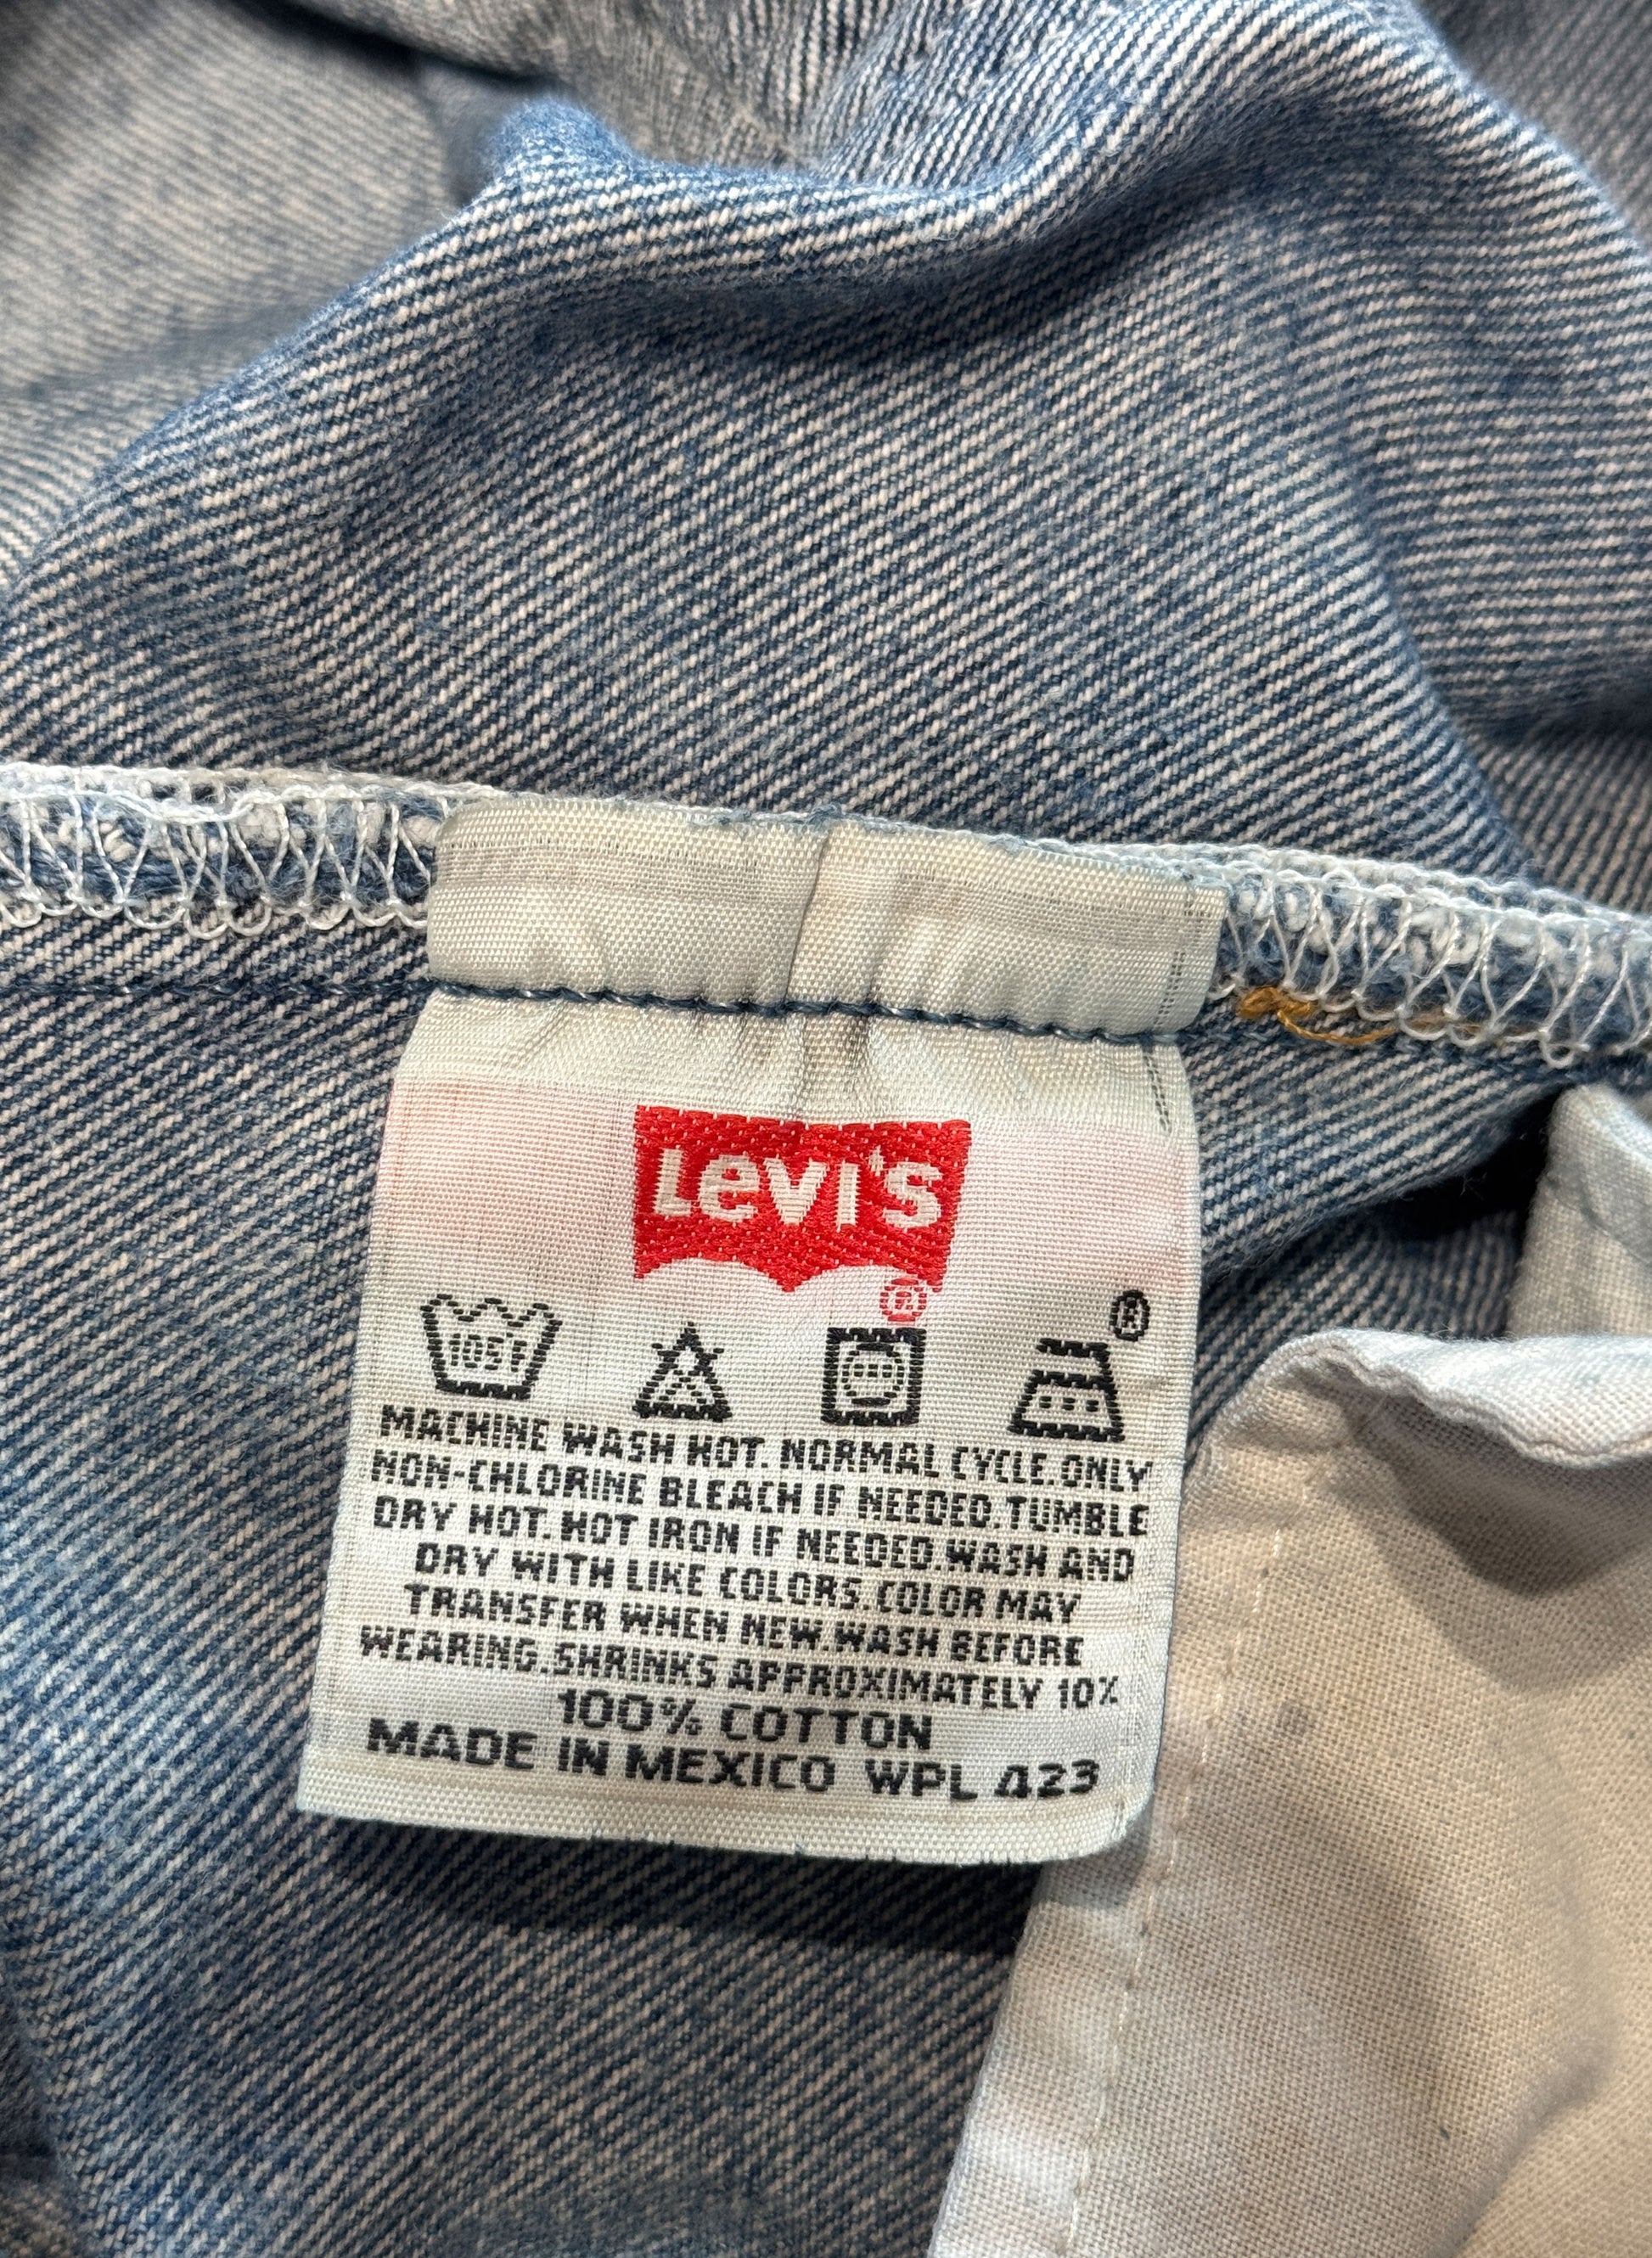 LEVI'S
®
105°F
®
MACHINE WASH HOT. NORMAL CYCLE. ONLY
NON-CHLORINE BLEACH IF NEEDED. TUMBLE
DRY HOT. HOT IRON IF NEEDED. WASH AND
DRY WITH LIKE COLORS. COLOR MAY
TRANSFER WHEN NEW. WASH BEFORE
WEARING. SHRINKS APPROXIMATELY 10%
100% COTTON
MADE IN MEXICO WPL 423